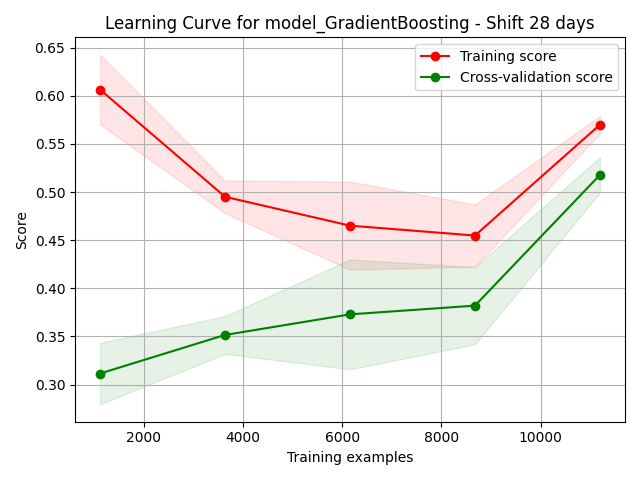 Learning Curve for model_GradientBoosting - Shift 28 days
Training score
Cross-validation score
0.65
0.60
0.55
0.50
0.45
0.40
0.35
0.30
Score
2000
4000
6000
8000
10000
Training examples